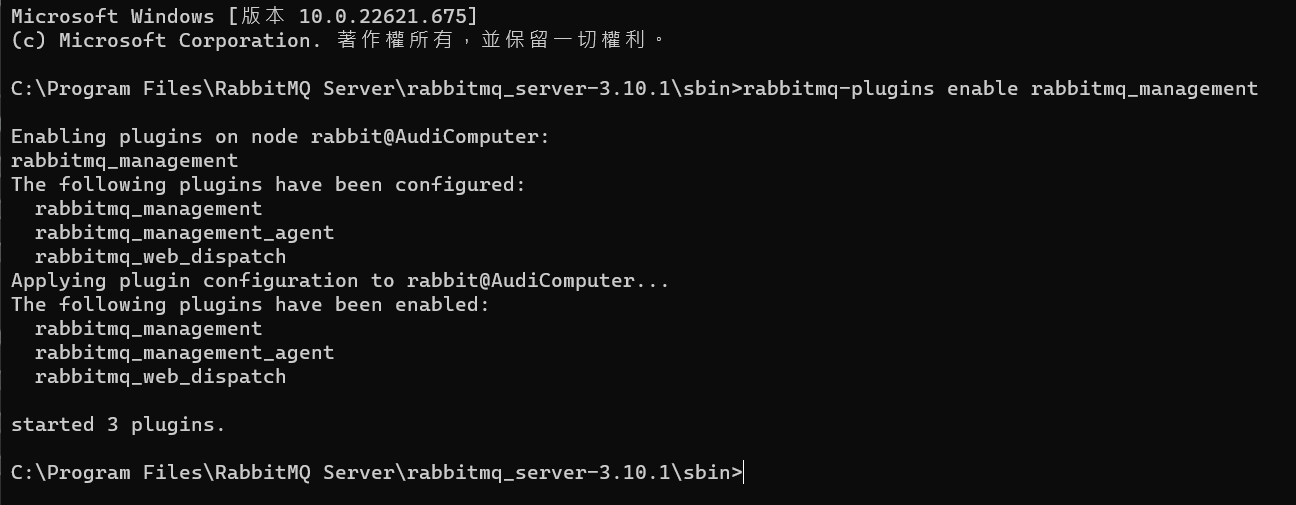 Microsoft Windows [版本 10.0.22621.675]
(c) Microsoft Corporation. 著作權所有，並保留一切權利。
C:\Program Files\RabbitMQ Server\rabbitmq_server-3.10.1\sbin>rabbitmq-plugins enable rabbitmq_management
Enabling plugins on node rabbit@AudiComputer:
rabbitmq_management
The following plugins have been configured:
  rabbitmq_management
  rabbitmq_management_agent
  rabbitmq_web_dispatch
Applying plugin configuration to rabbit@AudiComputer...
The following plugins have been enabled:
  rabbitmq_management
  rabbitmq_management_agent
  rabbitmq_web_dispatch
started 3 plugins.
C:\Program Files\RabbitMQ Server\rabbitmq_server-3.10.1\sbin>